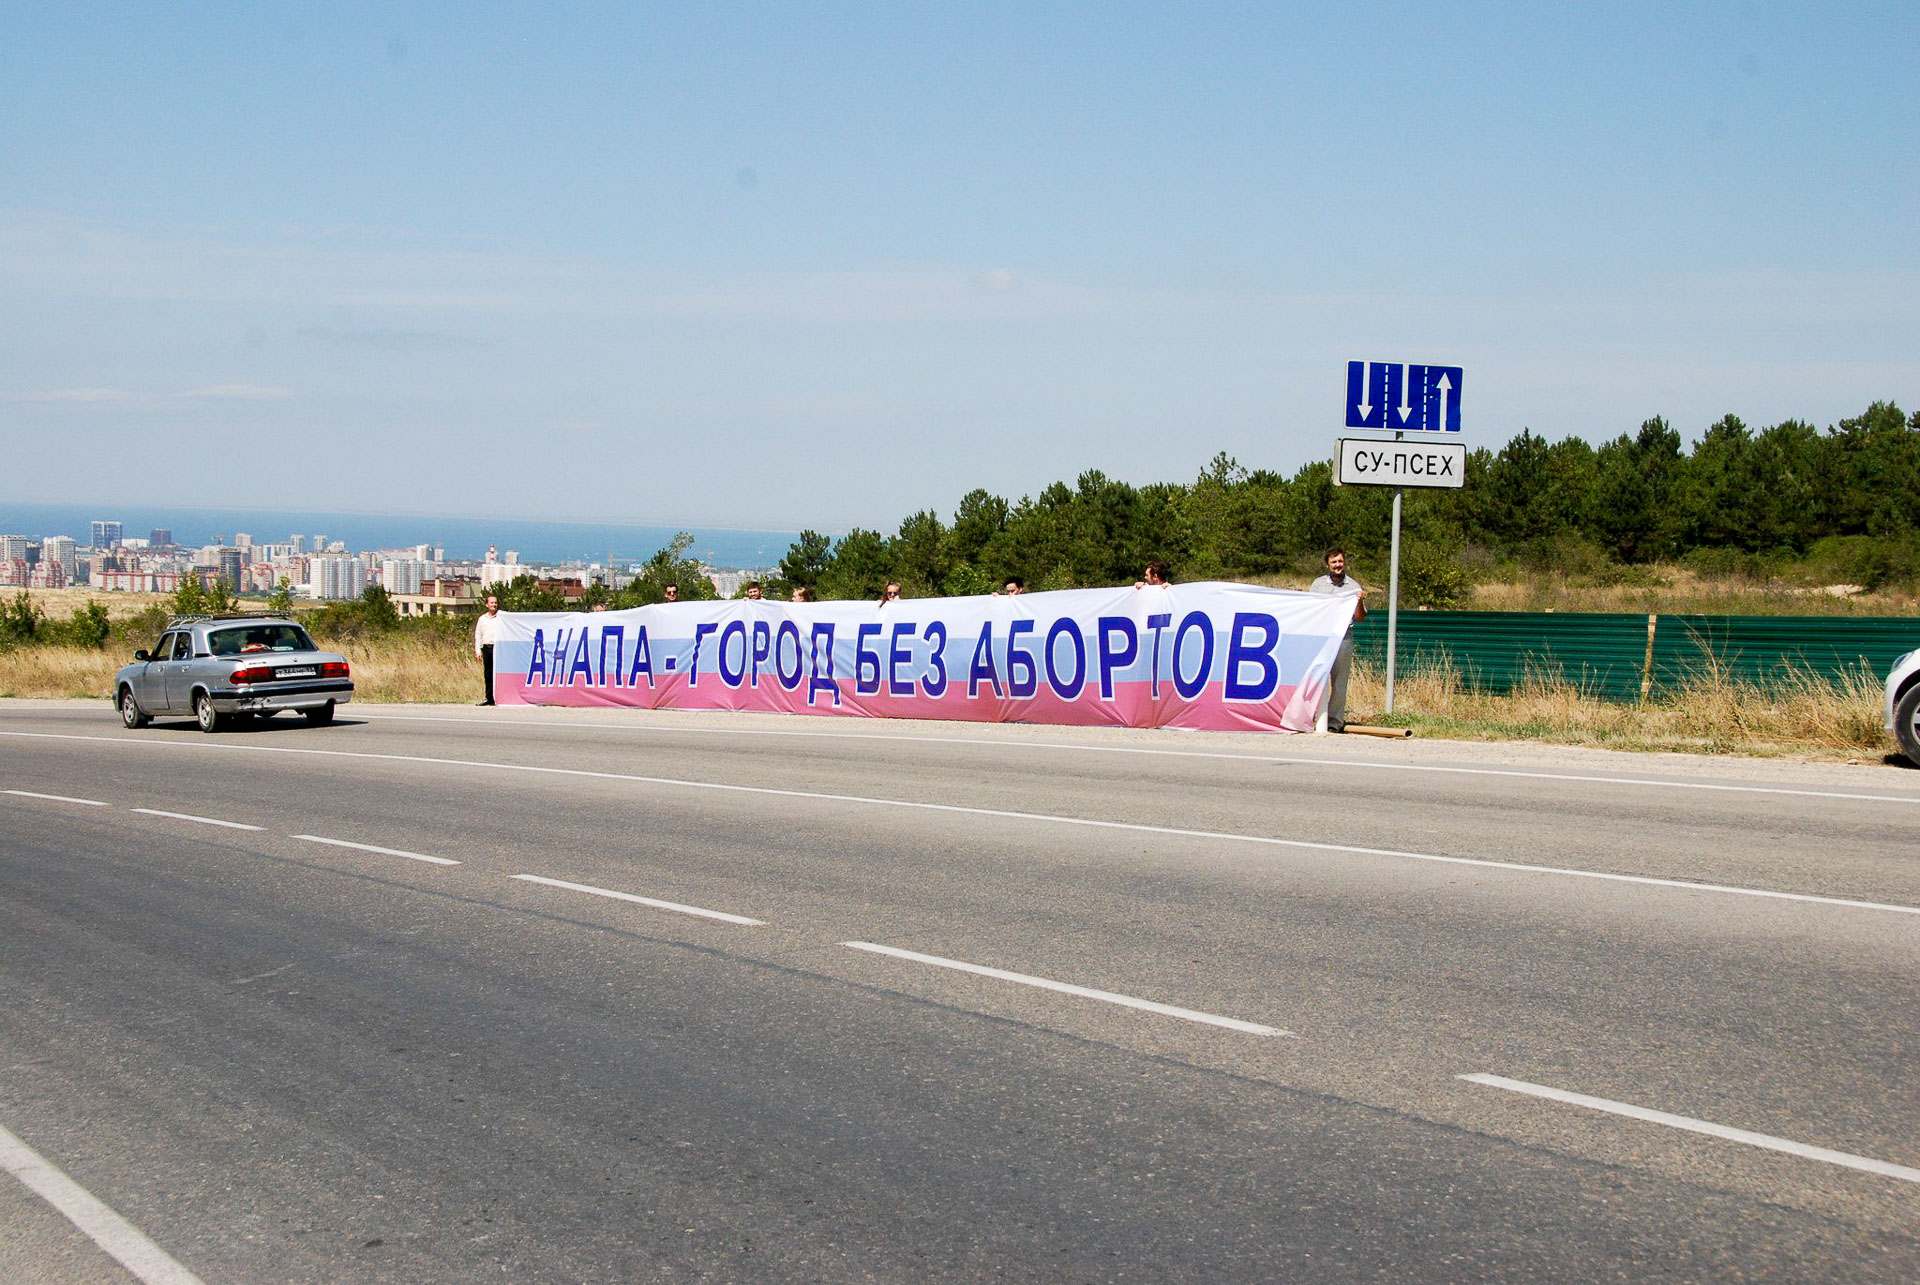 СУ-ПСЕХ
АНАПА - ГОРОД БЕЗ АБОРТОВ